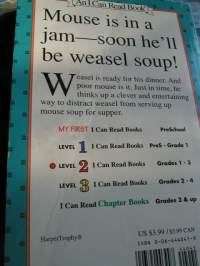 An I Can Read Book
Mouse is in a
jam—soon he'll
be weasel soup!
Weasel is ready for his dinner. And
poor mouse is it. Just in time, he
thinks up a clever and entertaining
way to distract weasel from serving up
mouse soup for supper.
MY FIRST I Can Read Books PreSchool
LEVEL 1 I Can Read Books PreS - Grade 1
LEVEL 2 I Can Read Books Grades 1 - 3
LEVEL 3 I Can Read Books Grades 2 - 4
I Can Read Chapter Books Grades 3 & up
HarperTrophy®
US $3.99 / $5.99 CAN